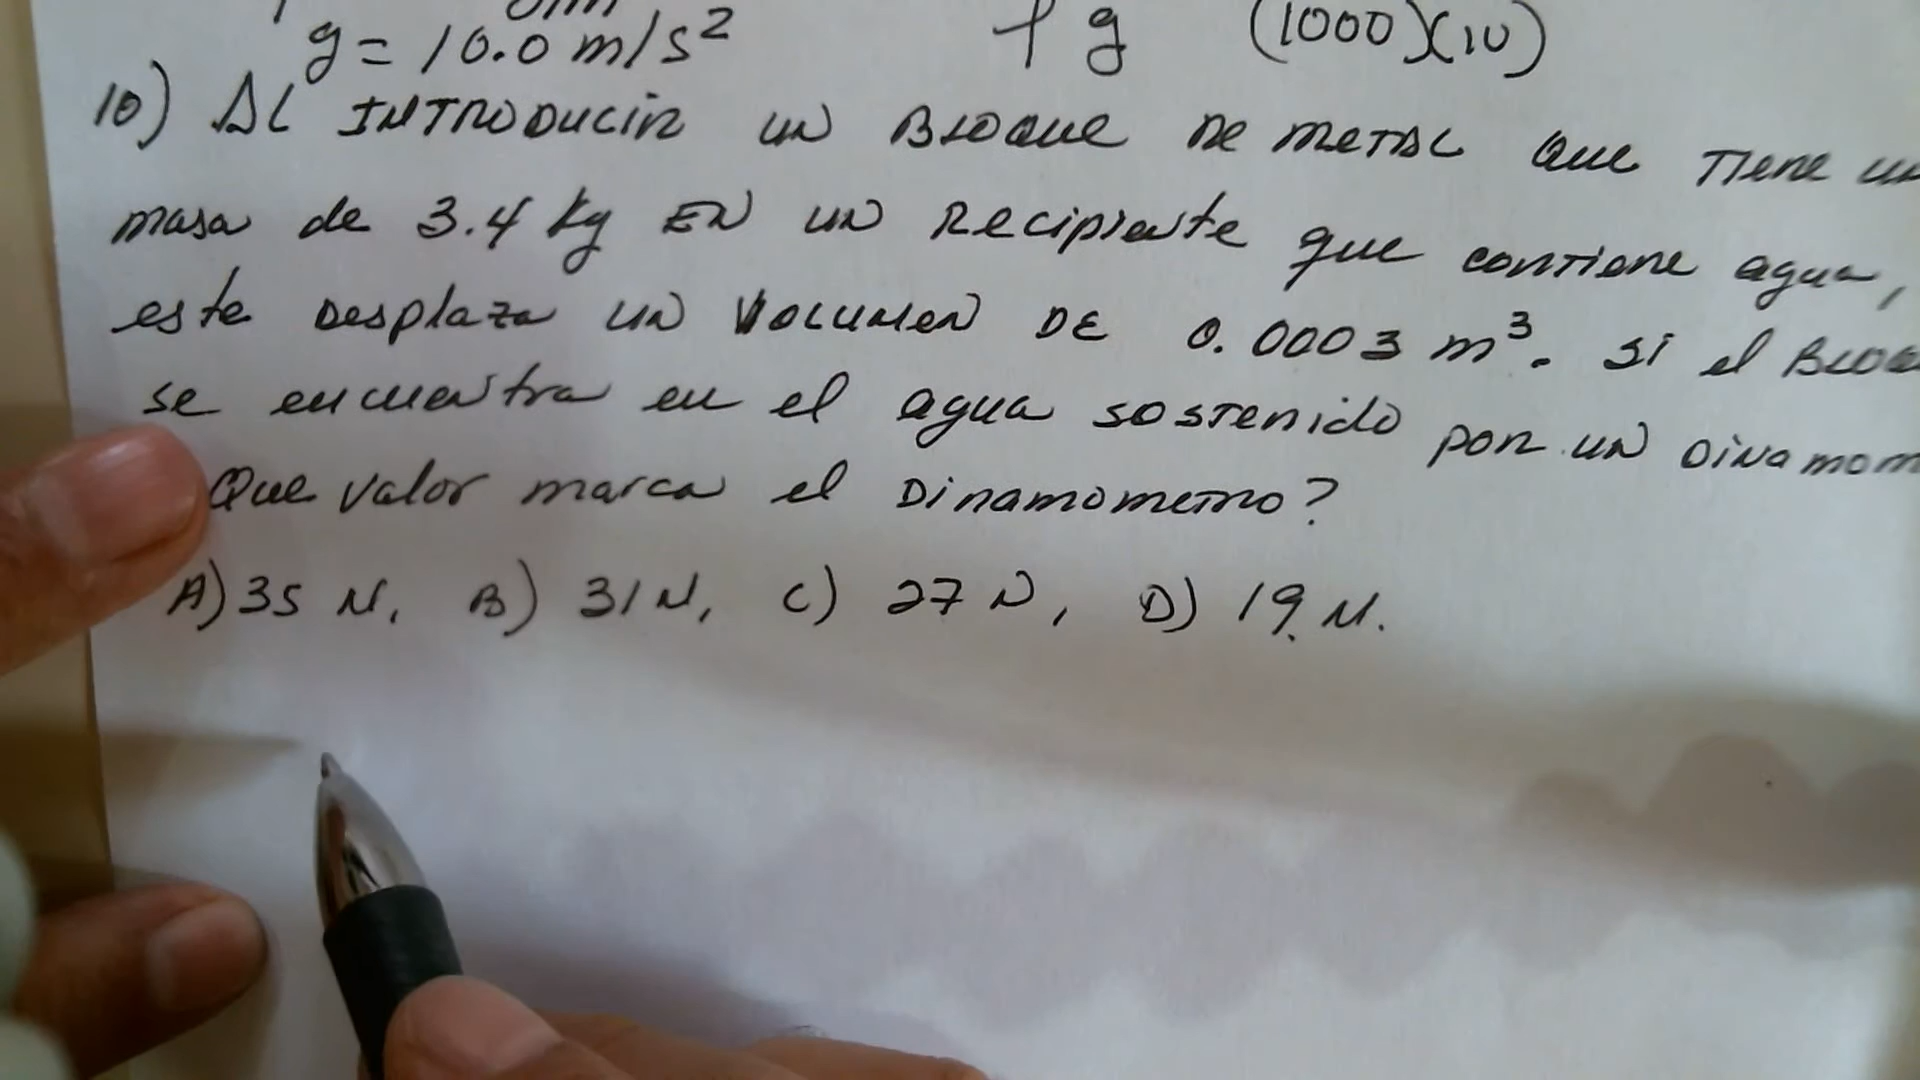 g = 10.0 m/s² ρ g (1000)(10)
10) AL INTRODUCIR UN BLOQUE DE METAL QUE TIENE
masa de 3.4 kg EN UN Recipiente que contiene agua,
este Desplaza UN VOLUMEN DE 0.0003 m³. Si el
se encuentra en el agua sostenido por un
Que valor marca el Dinamometro?
A) 35 N, B) 31 N, C) 27 N, D) 19 N.